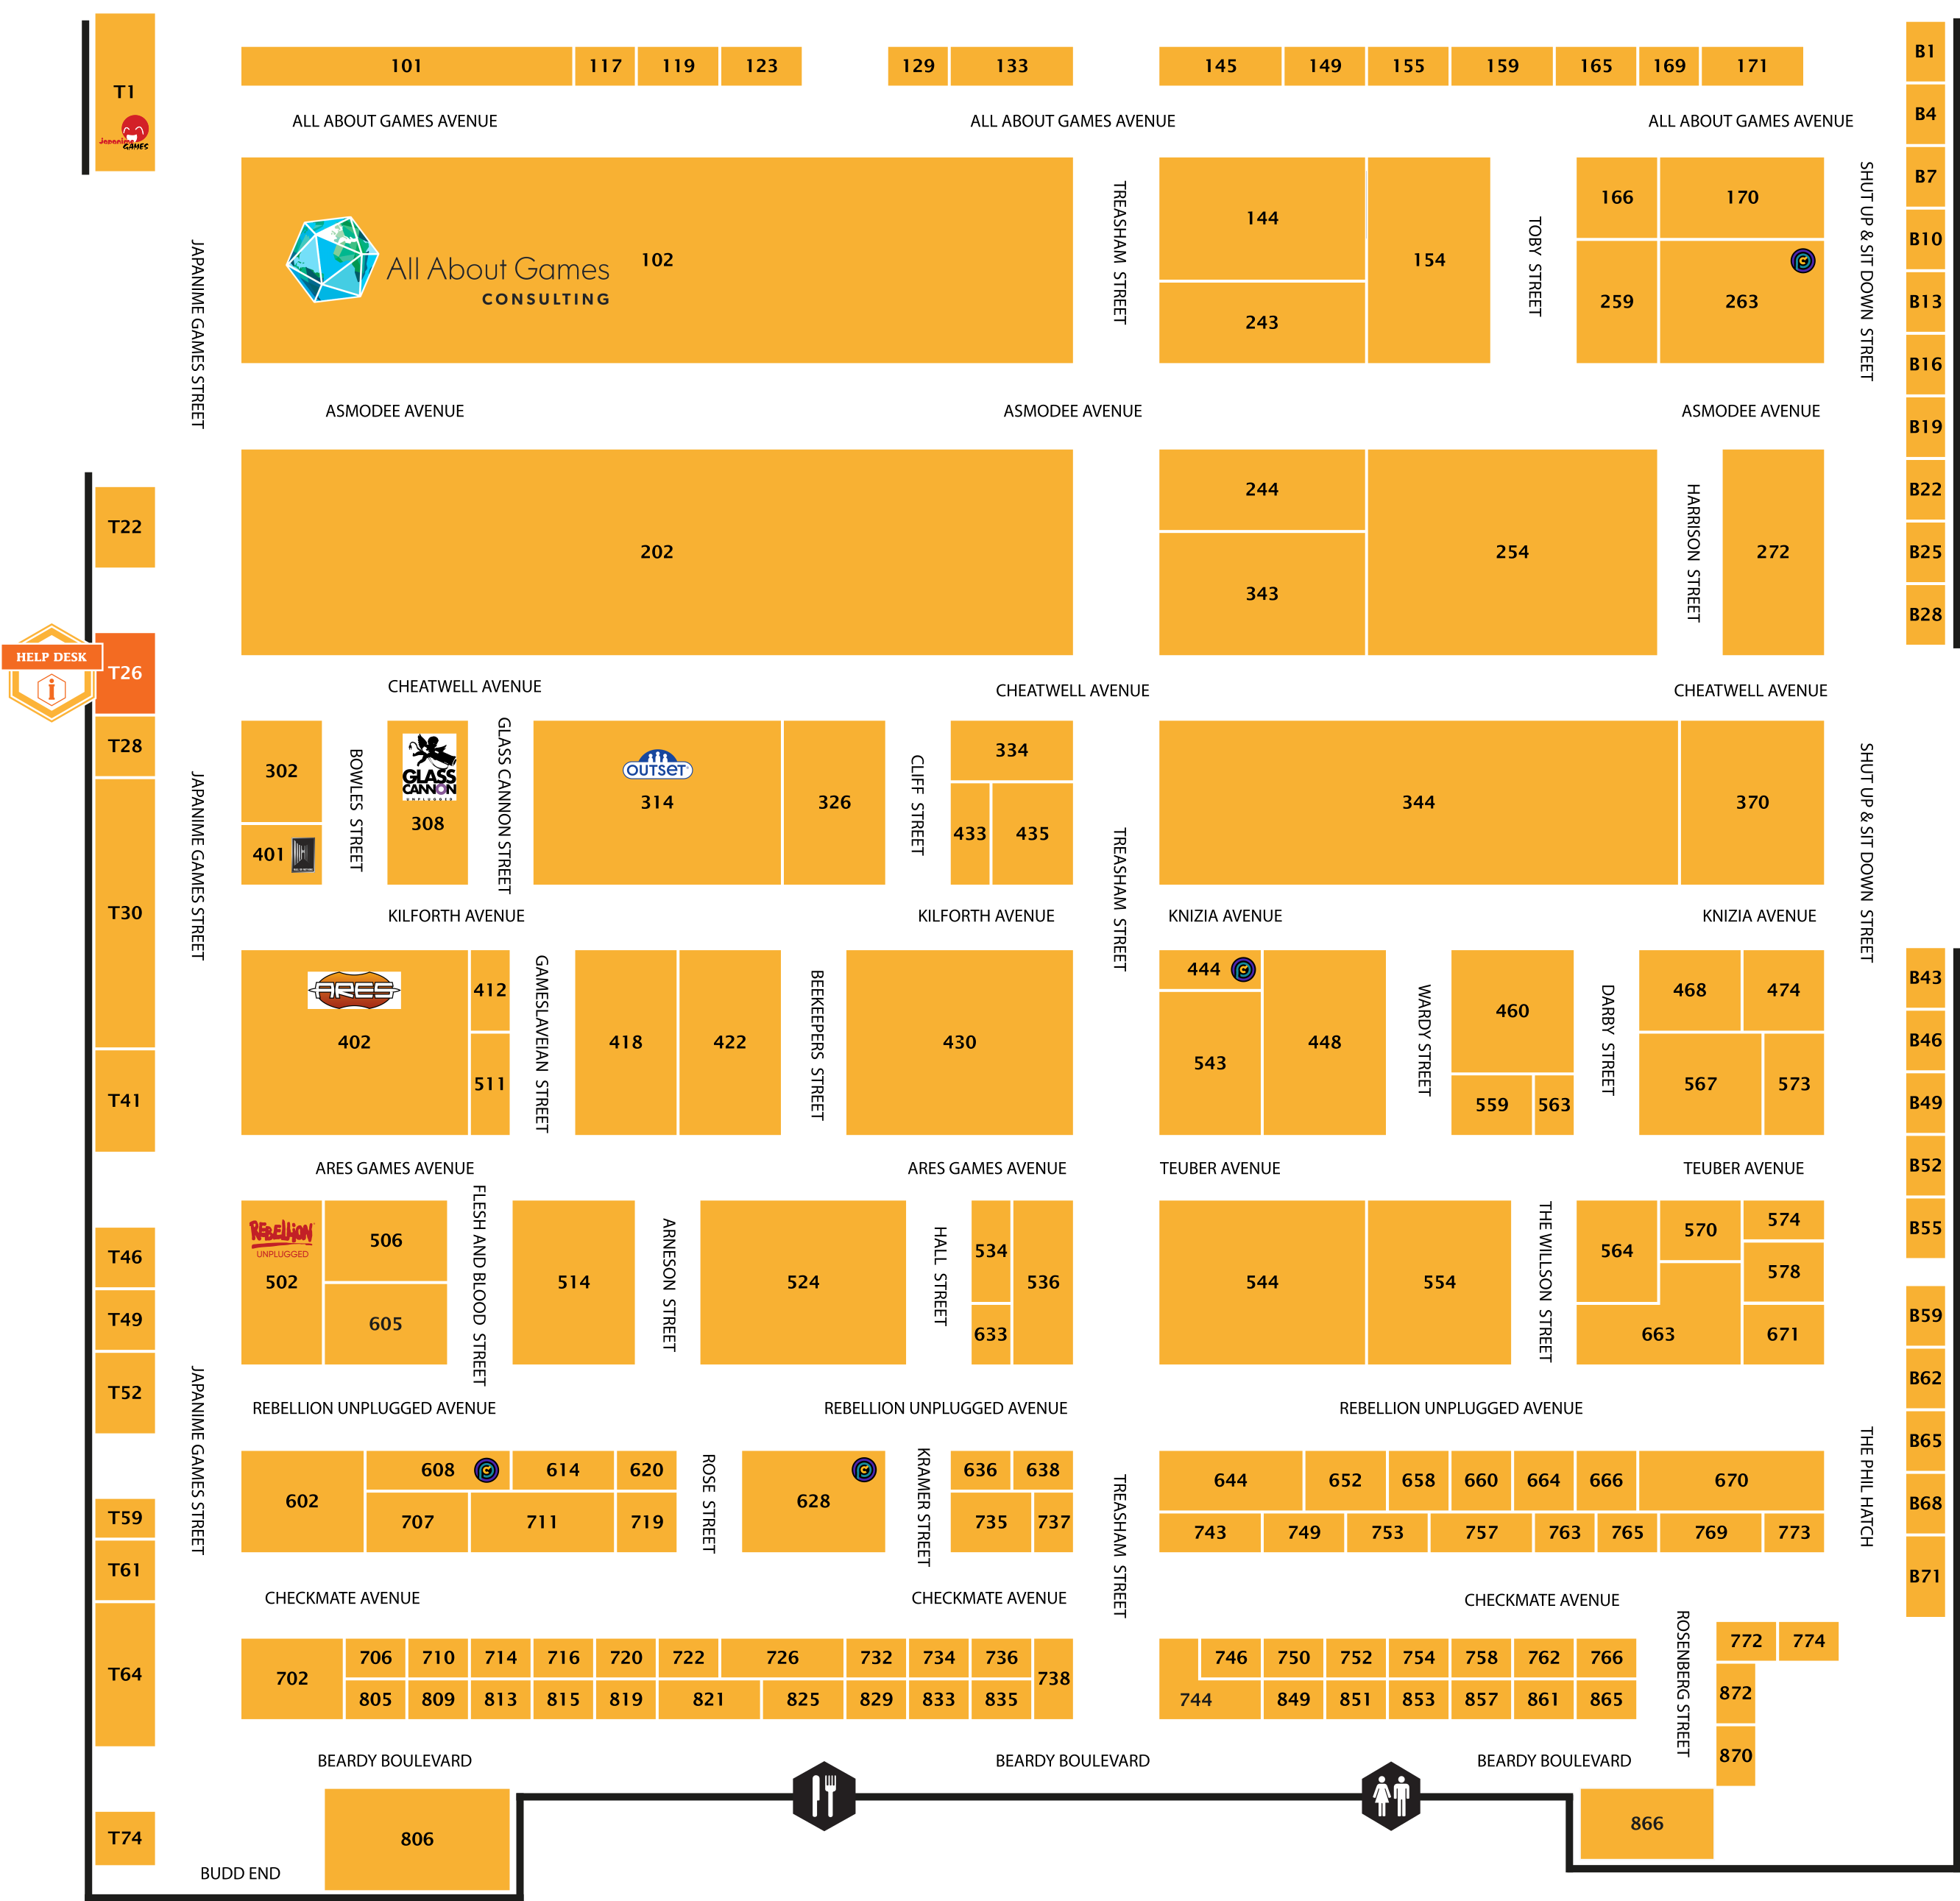 T1
Japanime
GAMES
101
117
119
123
129
133
145
149
155
159
165
169
171
B1
B4
B7
B10
B13
B16
B19
B22
B25
B28
ALL ABOUT GAMES AVENUE
ALL ABOUT GAMES AVENUE
ALL ABOUT GAMES AVENUE
JAPANIME GAMES STREET
All About Games
CONSULTING
102
TREASHAM STREET
144
243
154
TOBY STREET
166
170
259
263
SHUT UP & SIT DOWN STREET
ASMODEE AVENUE
ASMODEE AVENUE
ASMODEE AVENUE
T22
HELP DESK
i
T26
T28
T30
T41
202
244
343
254
HARRISON STREET
272
CHEATWELL AVENUE
CHEATWELL AVENUE
CHEATWELL AVENUE
JAPANIME GAMES STREET
302
401
BOWLES STREET
GLASS
CANNON
UNPLUGGED
308
GLASS CANNON STREET
OUTSET
314
326
CLIFF STREET
334
433
435
TREASHAM STREET
344
370
SHUT UP & SIT DOWN STREET
KILFORTH AVENUE
KILFORTH AVENUE
KNIZIA AVENUE
KNIZIA AVENUE
ARES
402
412
511
GAMESLAVEIAN STREET
418
422
BEEKEEPERS STREET
430
444
543
448
WARDY STREET
460
559
563
DARBY STREET
468
474
567
573
B43
B46
B49
B52
B55
ARES GAMES AVENUE
ARES GAMES AVENUE
TEUBER AVENUE
TEUBER AVENUE
T46
T49
T52
JAPANIME GAMES STREET
REBELLION
UNPLUGGED
502
506
605
FLESH AND BLOOD STREET
514
ARNESON STREET
524
HALL STREET
534
633
536
544
554
THE WILLSON STREET
564
570
574
578
663
671
B59
B62
B65
B68
B71
REBELLION UNPLUGGED AVENUE
REBELLION UNPLUGGED AVENUE
REBELLION UNPLUGGED AVENUE
T59
T61
T64
T74
602
608
614
620
707
711
719
ROSE STREET
628
KRAMER STREET
636
638
735
737
TREASHAM STREET
644
652
658
660
664
666
670
743
749
753
757
763
765
769
773
THE PHIL HATCH
CHECKMATE AVENUE
CHECKMATE AVENUE
CHECKMATE AVENUE
702
706
710
714
716
720
722
726
732
734
736
738
805
809
813
815
819
821
825
829
833
835
744
746
750
752
754
758
762
766
849
851
853
857
861
865
ROSENBERG STREET
772
774
872
870
BEARDY BOULEVARD
BEARDY BOULEVARD
BEARDY BOULEVARD
806
866
BUDD END